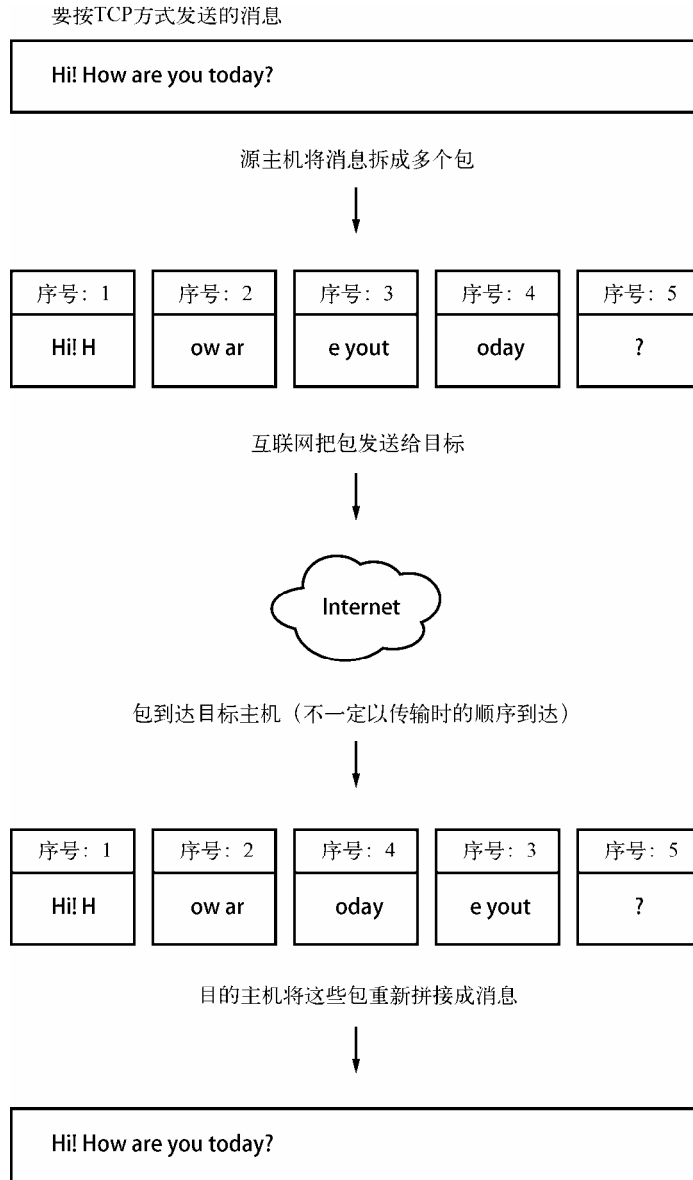 要按TCP方式发送的消息
Hi! How are you today?
源主机将消息拆成多个包
序号：1 序号：2 序号：3 序号：4 序号：5
Hi! H ow ar e yout oday ?
互联网把包发送给目标
Internet
包到达目标主机（不一定以传输时的顺序到达）
序号：1 序号：2 序号：4 序号：3 序号：5
Hi! H ow ar oday e yout ?
目的主机将这些包重新拼接成消息
Hi! How are you today?